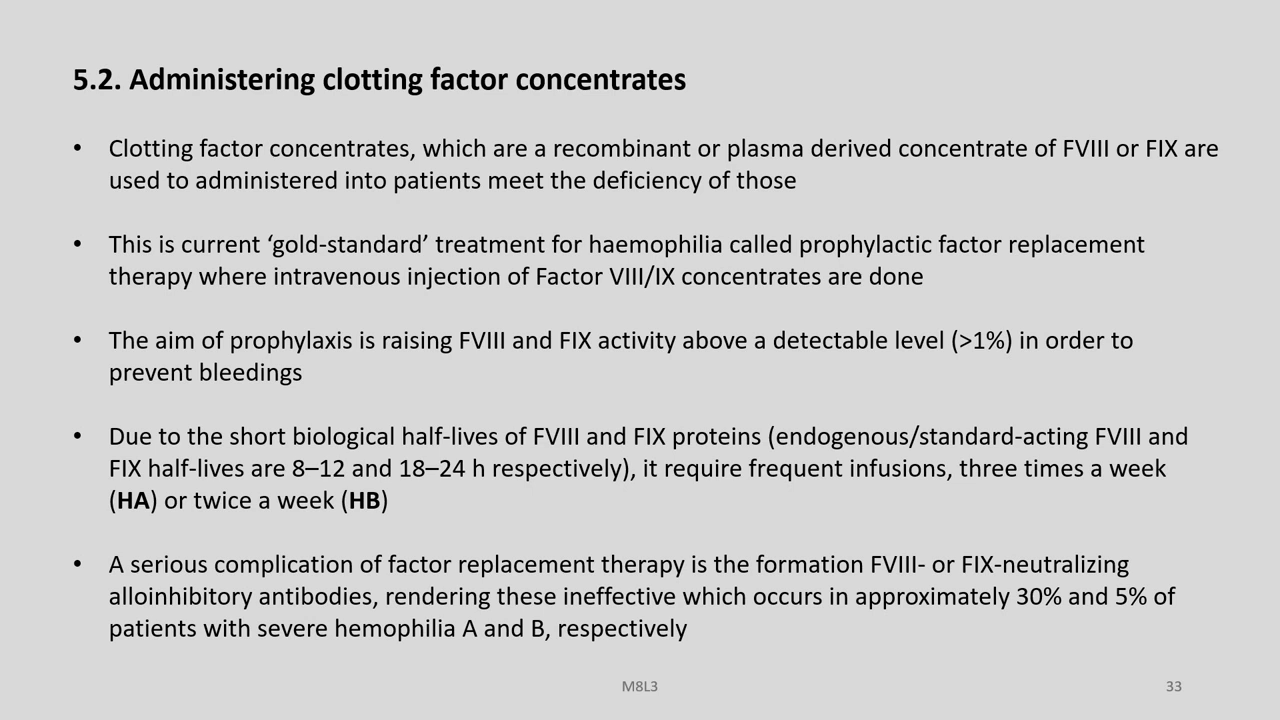 5.2. Administering clotting factor concentrates
• Clotting factor concentrates, which are a recombinant or plasma derived concentrate of FVIII or FIX are
used to administered into patients meet the deficiency of those
• This is current ‘gold-standard’ treatment for haemophilia called prophylactic factor replacement
therapy where intravenous injection of Factor VIII/IX concentrates are done
• The aim of prophylaxis is raising FVIII and FIX activity above a detectable level (>1%) in order to
prevent bleedings
• Due to the short biological half-lives of FVIII and FIX proteins (endogenous/standard-acting FVIII and
FIX half-lives are 8–12 and 18–24 h respectively), it require frequent infusions, three times a week
(HA) or twice a week (HB)
• A serious complication of factor replacement therapy is the formation FVIII- or FIX-neutralizing
alloinhibitory antibodies, rendering these ineffective which occurs in approximately 30% and 5% of
patients with severe hemophilia A and B, respectively
M8L3
33